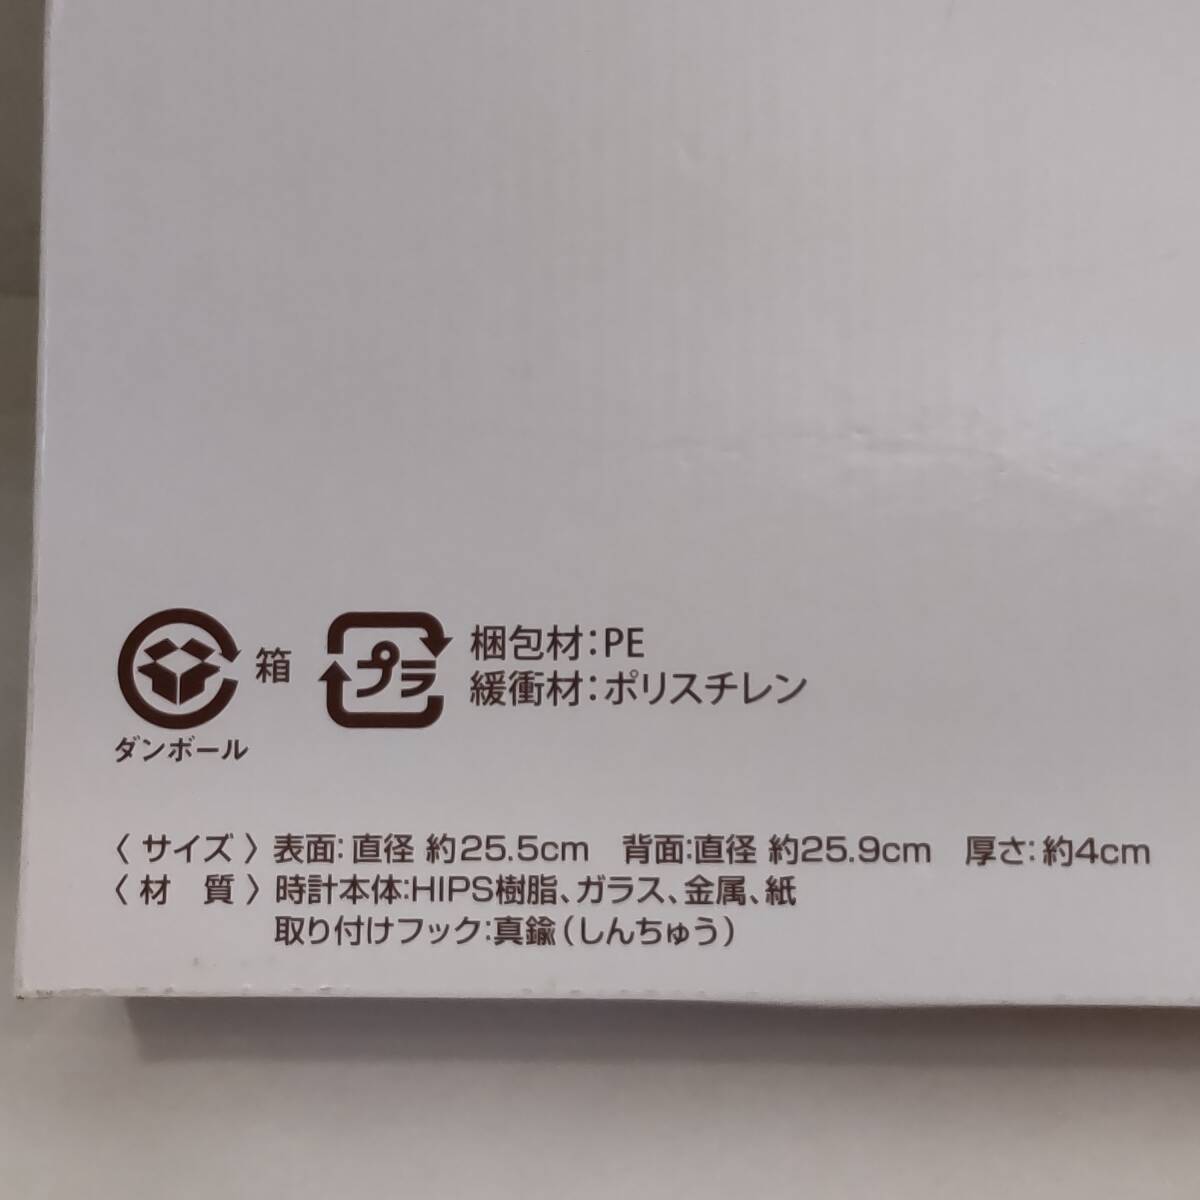 箱
ダンボール
プラ
梱包材：PE
緩衝材：ポリスチレン
〈 サイズ 〉 表面：直径 約25.5cm　背面：直径 約25.9cm　厚さ：約4cm
〈 材　質 〉 時計本体：HIPS樹脂、ガラス、金属、紙
取り付けフック：真鍮（しんちゅう）